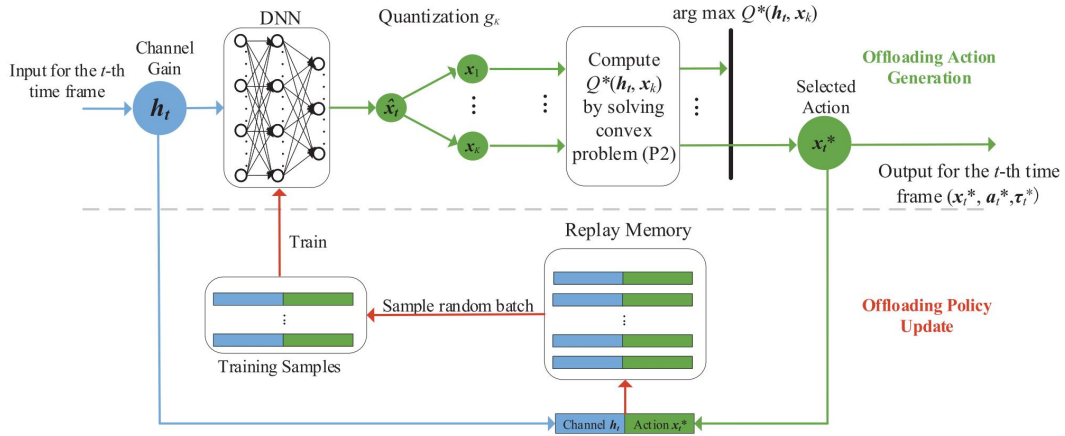 DNN
Quantization gκ
arg max Q*(hₜ, xₖ)
Channel
Gain
Input for the t-th
time frame
hₜ
x̂ₜ
x₁
⋮
xκ
⋮
Compute
Q*(hₜ, xₖ)
by solving
convex
problem (P2)
⋮
Offloading Action
Generation
Selected
Action
xₜ*
Output for the t-th time
frame (xₜ*, aₜ*,τₜ*)
Train
Replay Memory
Sample random batch
⋮
⋮
Training Samples
Offloading Policy
Update
Channel hₜ
Action xₜ*